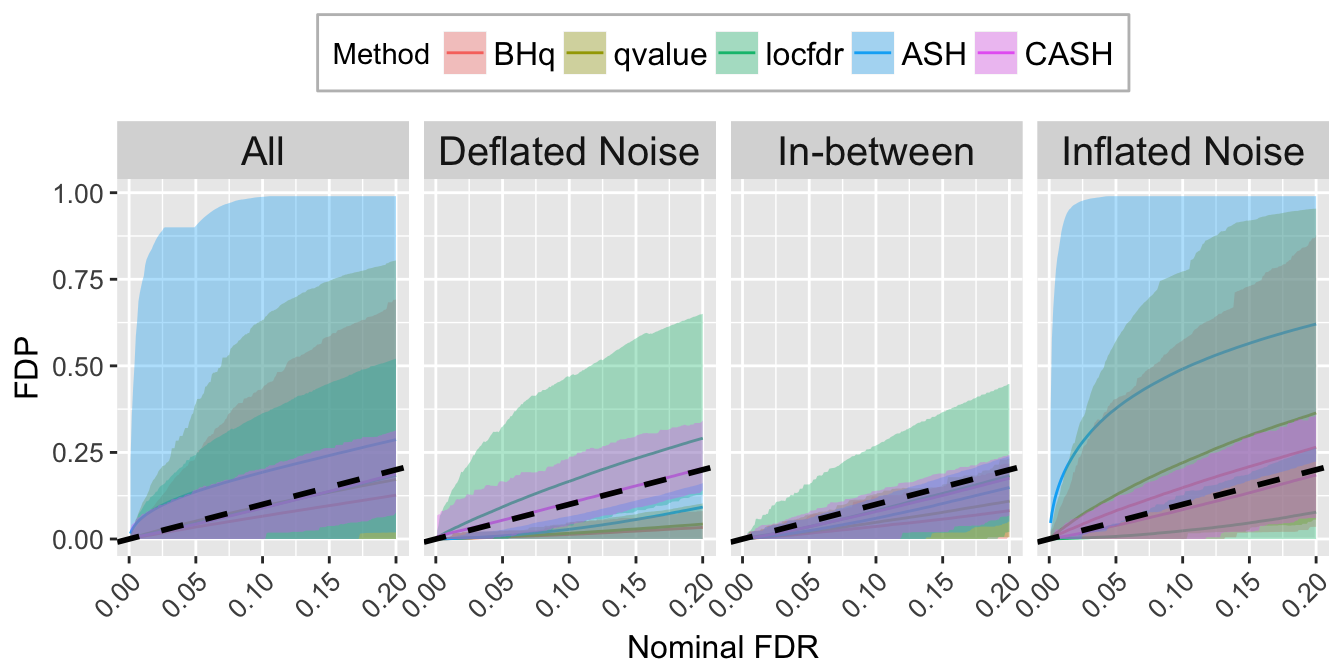 Method BHq qvalue locfdr ASH CASH
All Deflated Noise In-between Inflated Noise
1.00
0.75
0.50
0.25
0.00
FDP
0.00 0.05 0.10 0.15 0.20 0.00 0.05 0.10 0.15 0.20 0.00 0.05 0.10 0.15 0.20 0.00 0.05 0.10 0.15 0.20
Nominal FDR